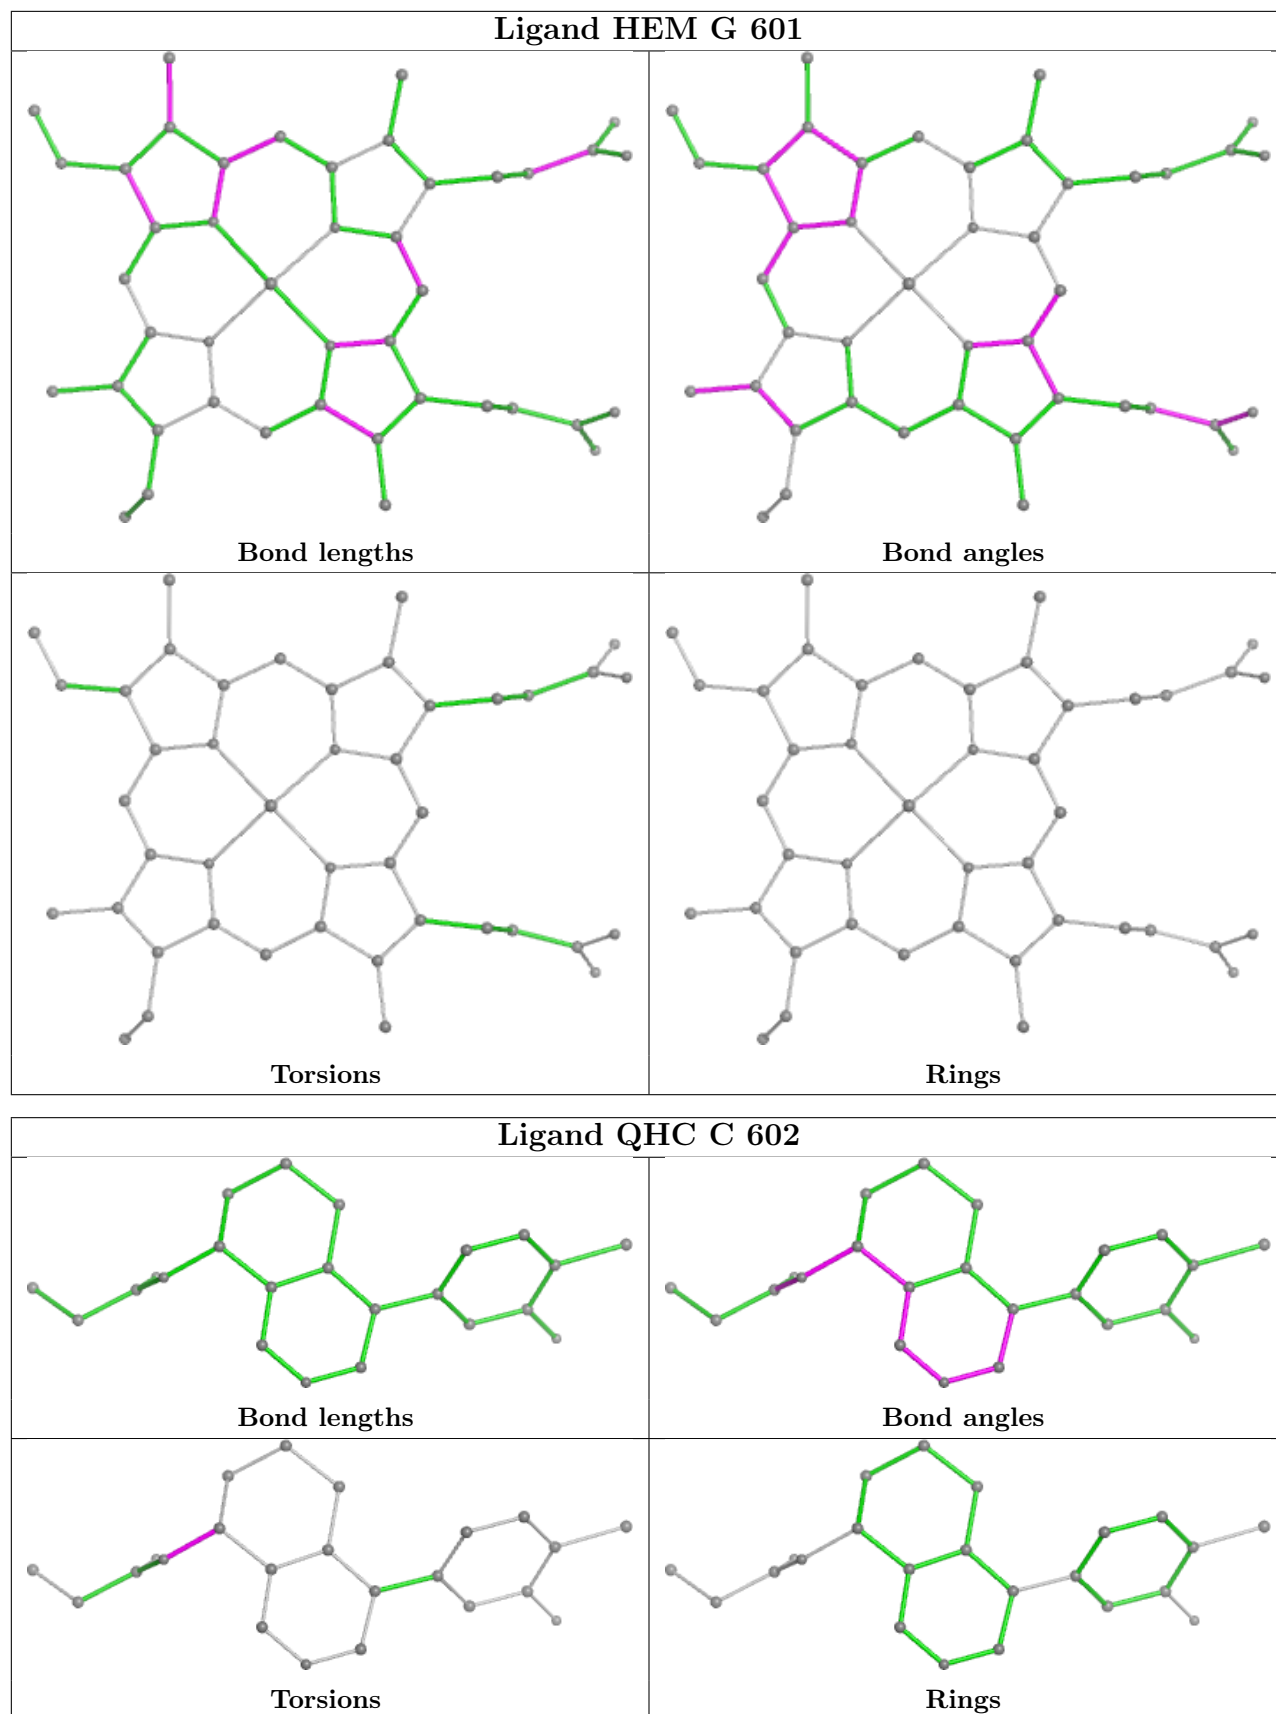 Ligand HEM G 601
Bond lengths
Bond angles
Torsions
Rings
Ligand QHC C 602
Bond lengths
Bond angles
Torsions
Rings